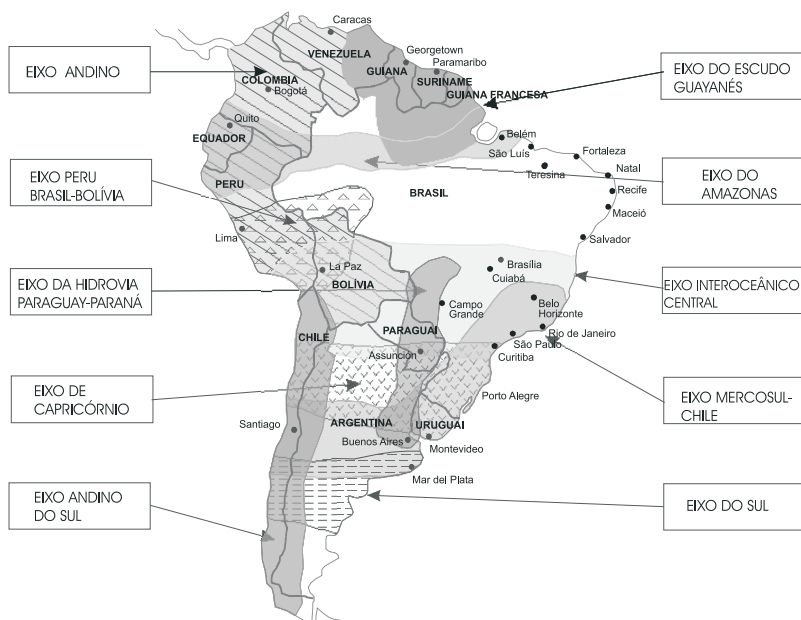 Caracas
VENEZUELA
Georgetown
Paramaribo
GUIANA
SURINAME
GUIANA FRANCESA
COLOMBIA
Bogotá
EIXO ANDINO
EIXO DO ESCUDO
GUAYANÉS
Quito
EQUADOR
Belém
São Luís
Fortaleza
Teresina
Natal
Recife
Maceió
Salvador
PERU
BRASIL
EIXO PERU
BRASIL-BOLÍVIA
EIXO DO
AMAZONAS
Lima
La Paz
BOLÍVIA
Brasília
Cuiabá
EIXO DA HIDROVIA
PARAGUAY-PARANÁ
EIXO INTEROCEÂNICO
CENTRAL
Campo
Grande
Belo
Horizonte
CHILE
PARAGUAÍ
Rio de Janeiro
São Paulo
Assunción
Curitiba
EIXO DE
CAPRICÓRNIO
EIXO MERCOSUL-
CHILE
Porto Alegre
Santiago
ARGENTINA
URUGUAI
Buenos Aires
Montevideo
Mar del Plata
EIXO ANDINO
DO SUL
EIXO DO SUL